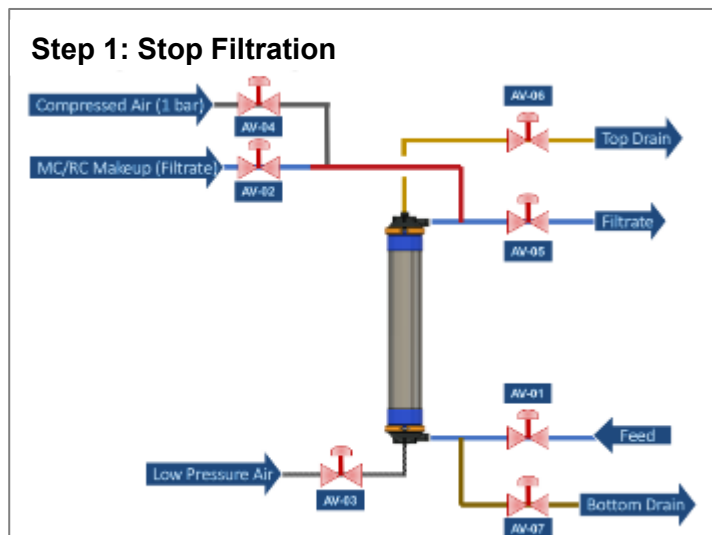 Step 1: Stop Filtration
Compressed Air (1 bar)
AV-04
MC/RC Makeup (Filtrate)
AV-02
AV-06
Top Drain
Filtrate
AV-05
AV-01
Feed
Low Pressure Air
AV-03
Bottom Drain
AV-07